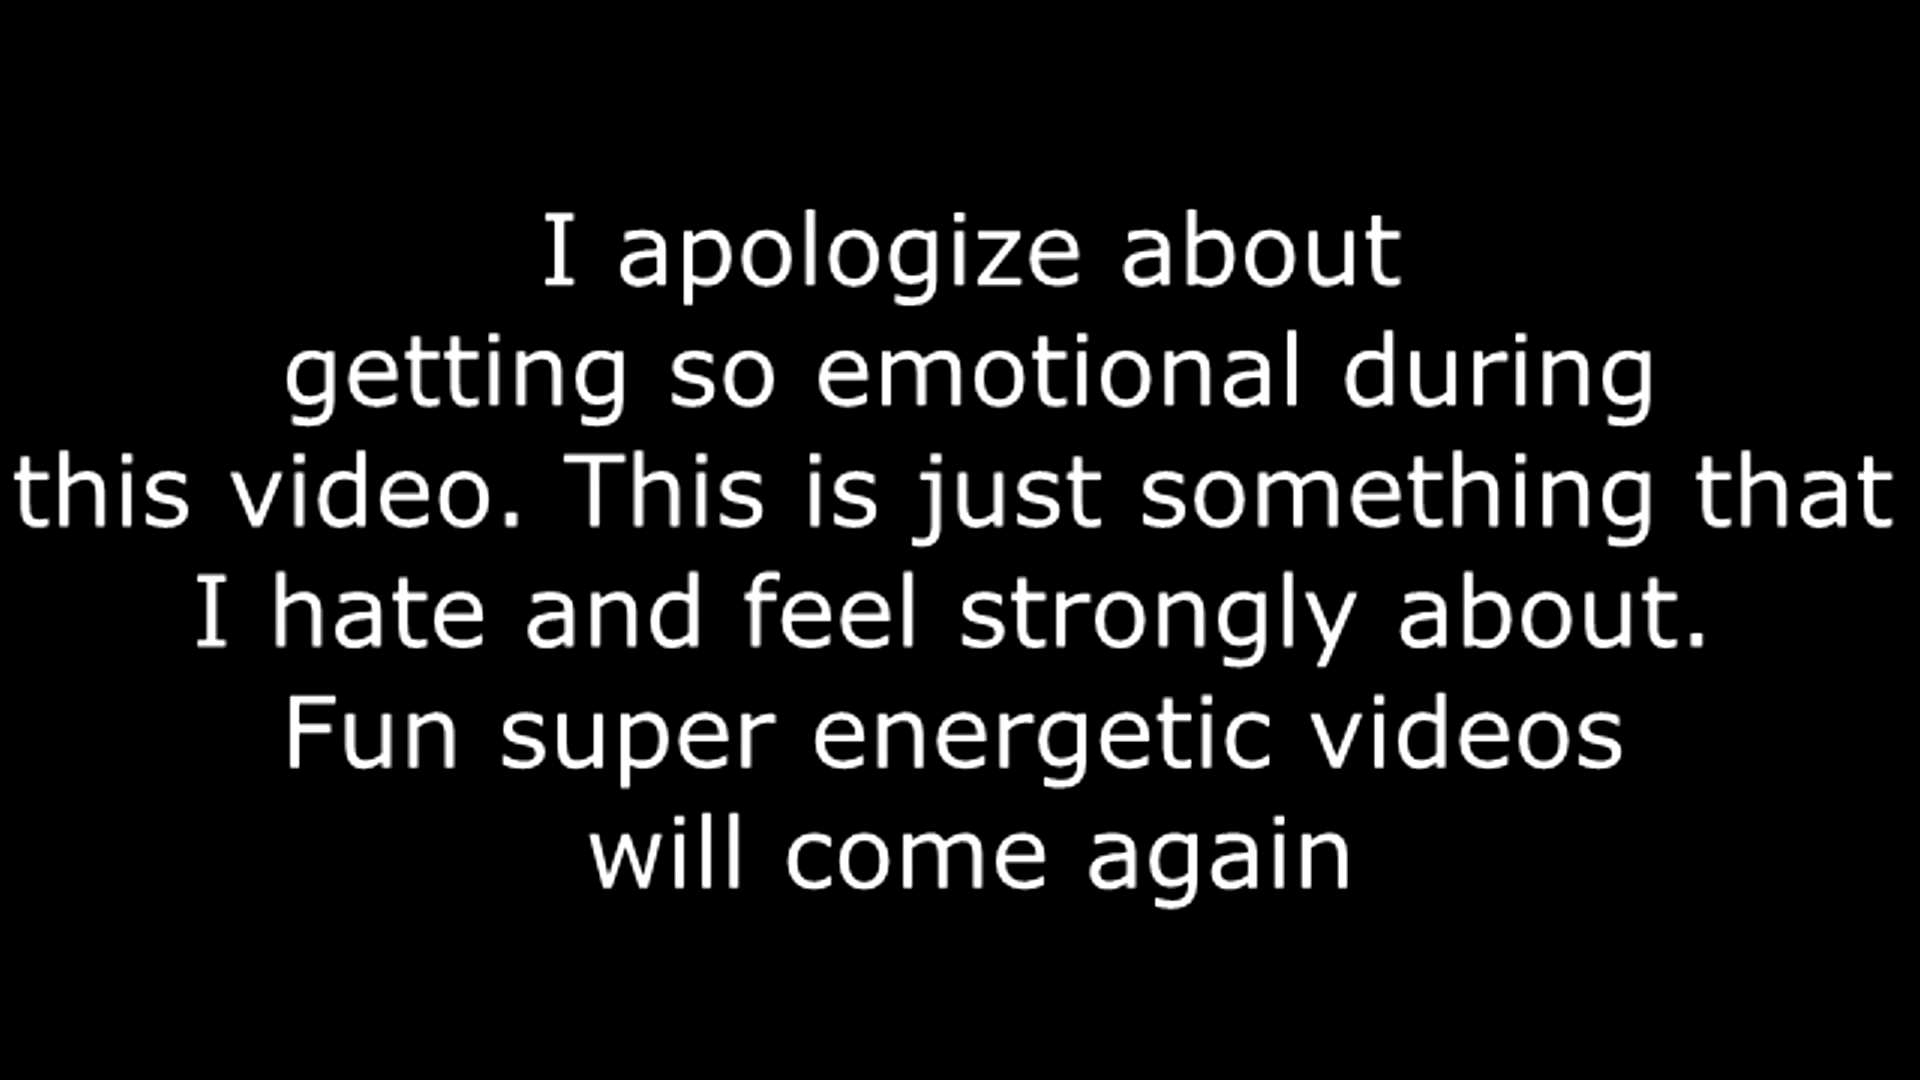 I apologize about
getting so emotional during
this video. This is just something that
I hate and feel strongly about.
Fun super energetic videos
will come again